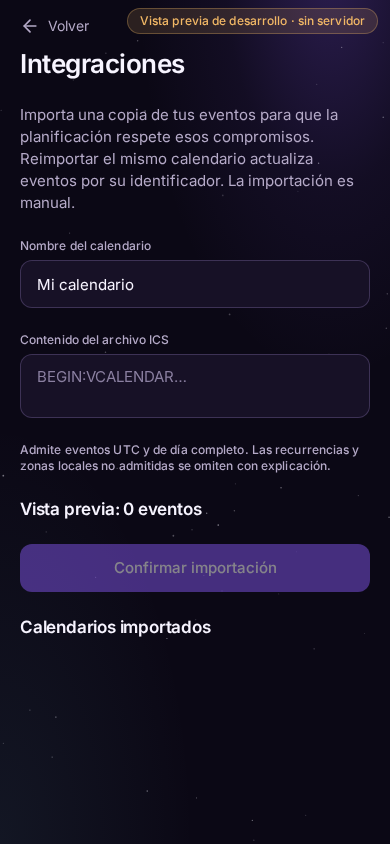 Volver
Vista previa de desarrollo · sin servidor
Integraciones
Importa una copia de tus eventos para que la
planificación respete esos compromisos.
Reimportar el mismo calendario actualiza
eventos por su identificador. La importación es
manual.
Nombre del calendario
Mi calendario
Contenido del archivo ICS
BEGIN:VCALENDAR...
Admite eventos UTC y de día completo. Las recurrencias y
zonas locales no admitidas se omiten con explicación.
Vista previa: 0 eventos
Confirmar importación
Calendarios importados